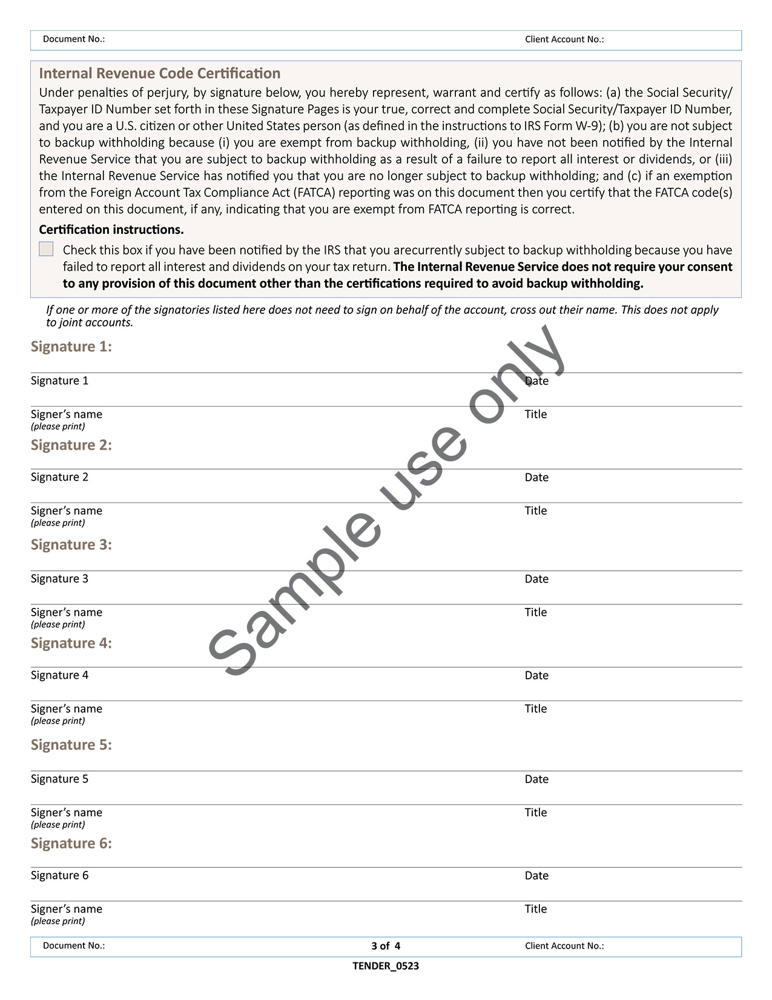 Document No.: Client Account No.:
Internal Revenue Code Certification
Under penalties of perjury, by signature below, you hereby represent, warrant and certify as follows: (a) the Social Security/
Taxpayer ID Number set forth in these Signature Pages is your true, correct and complete Social Security/Taxpayer ID Number,
and you are a U.S. citizen or other United States person (as defined in the instructions to IRS Form W-9); (b) you are not subject
to backup withholding because (i) you are exempt from backup withholding, (ii) you have not been notified by the Internal
Revenue Service that you are subject to backup withholding as a result of a failure to report all interest or dividends, or (iii)
the Internal Revenue Service has notified you that you are no longer subject to backup withholding; and (c) if an exemption
from the Foreign Account Tax Compliance Act (FATCA) reporting was on this document then you certify that the FATCA code(s)
entered on this document, if any, indicating that you are exempt from FATCA reporting is correct.
Certification instructions.
Check this box if you have been notified by the IRS that you arecurrently subject to backup withholding because you have
failed to report all interest and dividends on your tax return. The Internal Revenue Service does not require your consent
to any provision of this document other than the certifications required to avoid backup withholding.
If one or more of the signatories listed here does not need to sign on behalf of the account, cross out their name. This does not apply
to joint accounts.
Signature 1:
Signature 1 Date
Signer's name Title
(please print)
Signature 2:
Signature 2 Date
Signer's name Title
(please print)
Signature 3:
Signature 3 Date
Signer's name Title
(please print)
Signature 4:
Signature 4 Date
Signer's name Title
(please print)
Signature 5:
Signature 5 Date
Signer's name Title
(please print)
Signature 6:
Signature 6 Date
Signer's name Title
(please print)
Sample use only
Document No.: 3 of 4 Client Account No.:
TENDER_0523